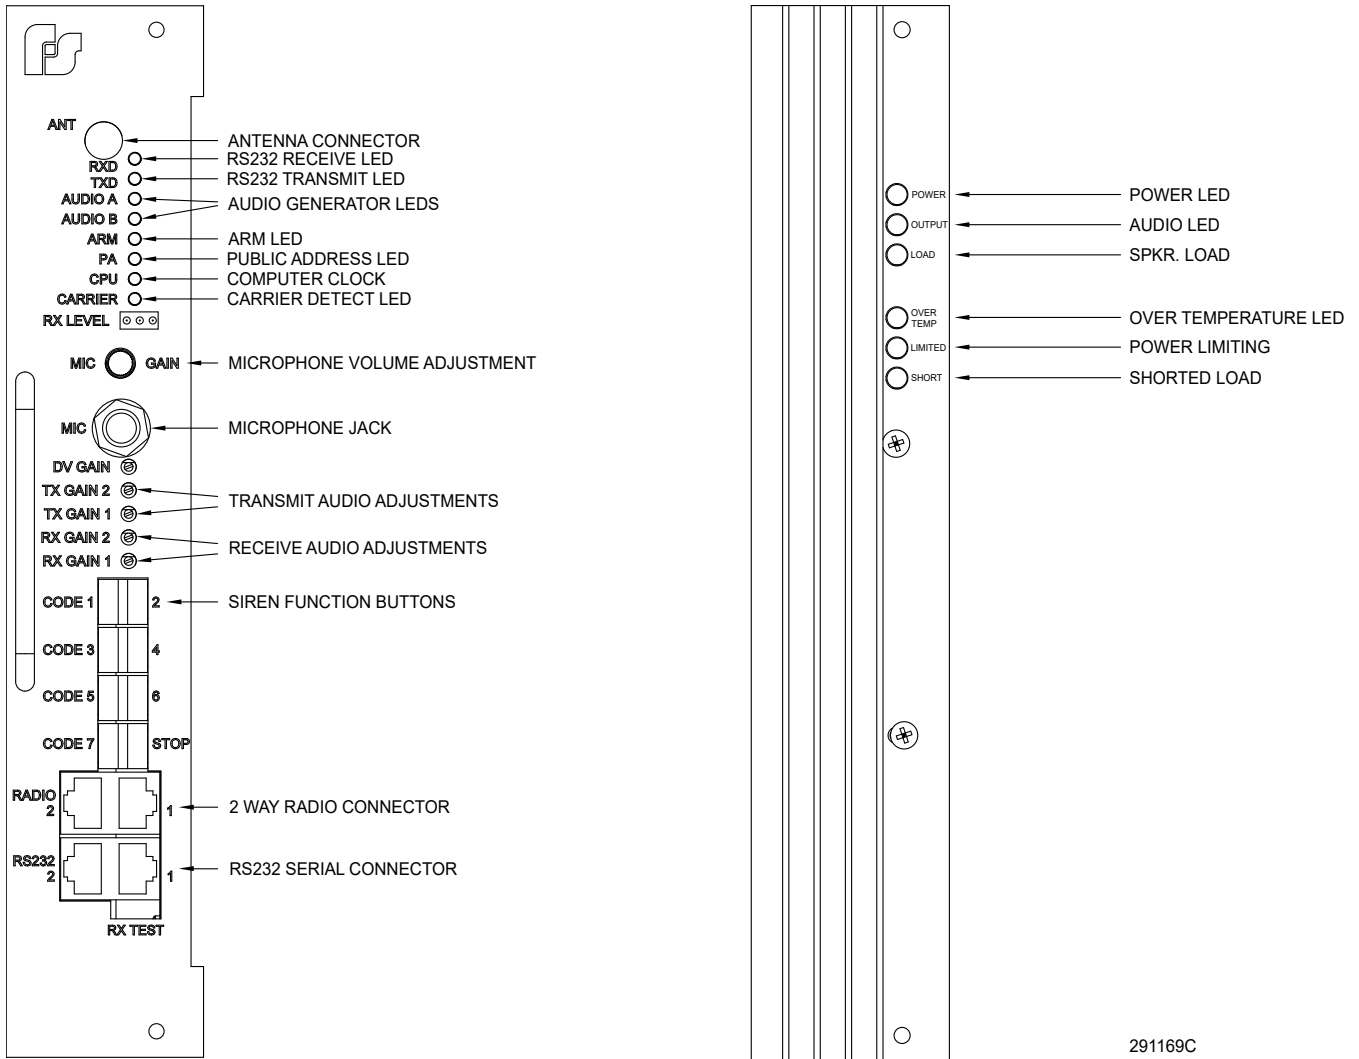 ANT
ANTENNA CONNECTOR
RXD
RS232 RECEIVE LED
TXD
RS232 TRANSMIT LED
AUDIO A
AUDIO B
AUDIO GENERATOR LEDS
ARM
ARM LED
PA
PUBLIC ADDRESS LED
CPU
COMPUTER CLOCK
CARRIER
CARRIER DETECT LED
RX LEVEL
MIC GAIN
MICROPHONE VOLUME ADJUSTMENT
MIC
MICROPHONE JACK
DV GAIN
TX GAIN 2
TX GAIN 1
TRANSMIT AUDIO ADJUSTMENTS
RX GAIN 2
RX GAIN 1
RECEIVE AUDIO ADJUSTMENTS
CODE 1 2
SIREN FUNCTION BUTTONS
CODE 3 4
CODE 5 6
CODE 7 STOP
RADIO
2 1
2 WAY RADIO CONNECTOR
RS232
2 1
RS232 SERIAL CONNECTOR
RX TEST
POWER
POWER LED
OUTPUT
AUDIO LED
LOAD
SPKR. LOAD
OVER
TEMP
OVER TEMPERATURE LED
LIMITED
POWER LIMITING
SHORT
SHORTED LOAD
291169C